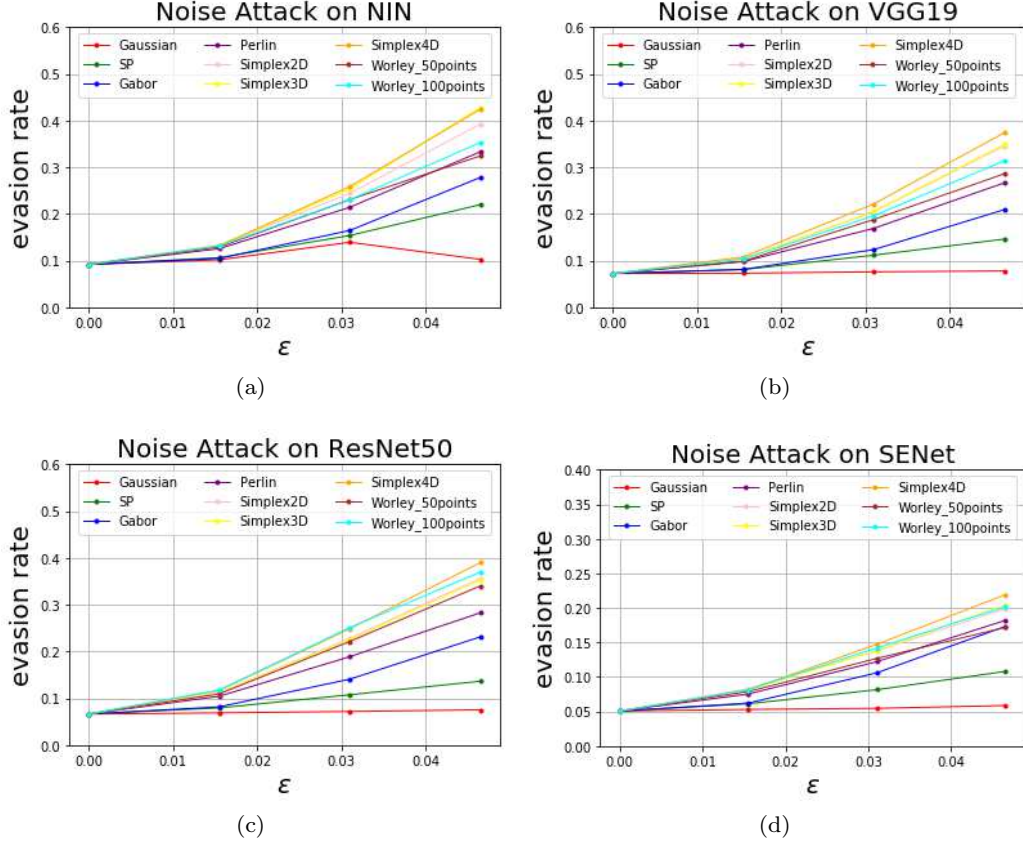 Noise Attack on NIN
evasion rate
0.6
0.5
0.4
0.3
0.2
0.1
0.0
Gaussian
SP
Gabor
Perlin
Simplex2D
Simplex3D
Simplex4D
Worley_50points
Worley_100points
0.00 0.01 0.02 0.03 0.04
ε
(a)
Noise Attack on VGG19
evasion rate
0.6
0.5
0.4
0.3
0.2
0.1
0.0
Gaussian
SP
Gabor
Perlin
Simplex2D
Simplex3D
Simplex4D
Worley_50points
Worley_100points
0.00 0.01 0.02 0.03 0.04
ε
(b)
Noise Attack on ResNet50
evasion rate
0.6
0.5
0.4
0.3
0.2
0.1
0.0
Gaussian
SP
Gabor
Perlin
Simplex2D
Simplex3D
Simplex4D
Worley_50points
Worley_100points
0.00 0.01 0.02 0.03 0.04
ε
(c)
Noise Attack on SENet
evasion rate
0.40
0.35
0.30
0.25
0.20
0.15
0.10
0.05
0.00
Gaussian
SP
Gabor
Perlin
Simplex2D
Simplex3D
Simplex4D
Worley_50points
Worley_100points
0.00 0.01 0.02 0.03 0.04
ε
(d)